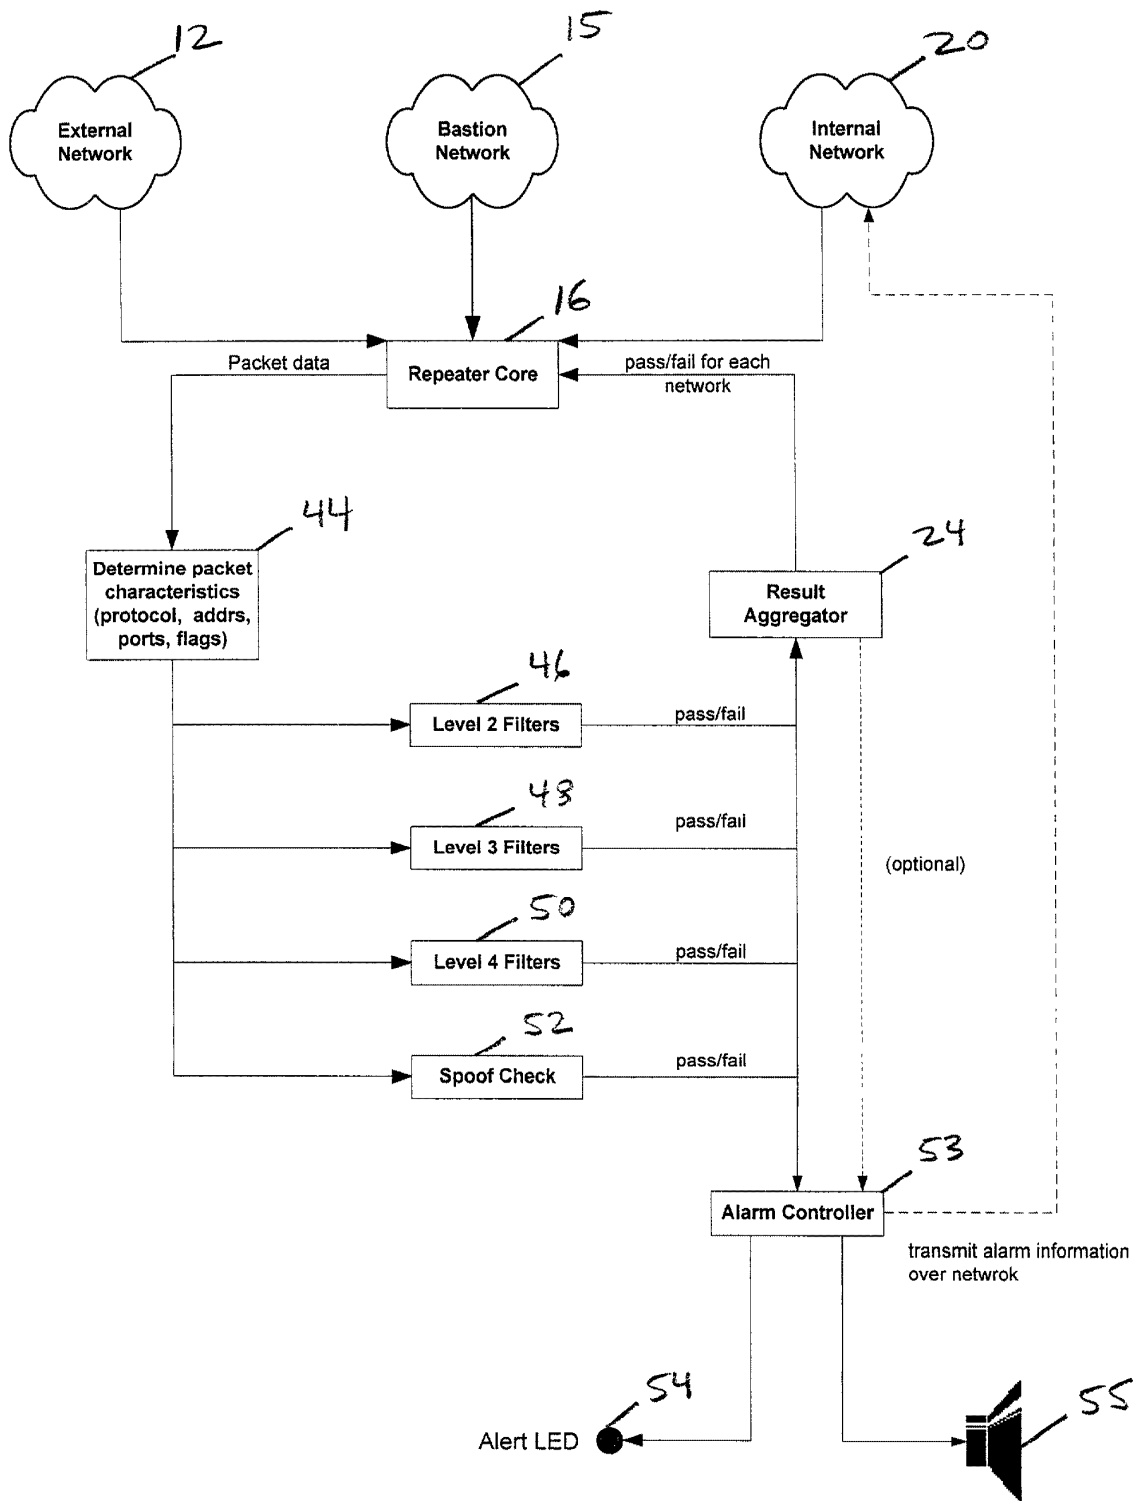 12
15
20
External
Network
Bastion
Network
Internal
Network
16
Packet data
Repeater Core
pass/fail for each
network
44
24
Determine packet
characteristics
(protocol, addrs,
ports, flags)
Result
Aggregator
46
Level 2 Filters
pass/fail
48
Level 3 Filters
pass/fail
(optional)
50
Level 4 Filters
pass/fail
52
Spoof Check
pass/fail
53
Alarm Controller
transmit alarm information
over netwrok
54
55
Alert LED